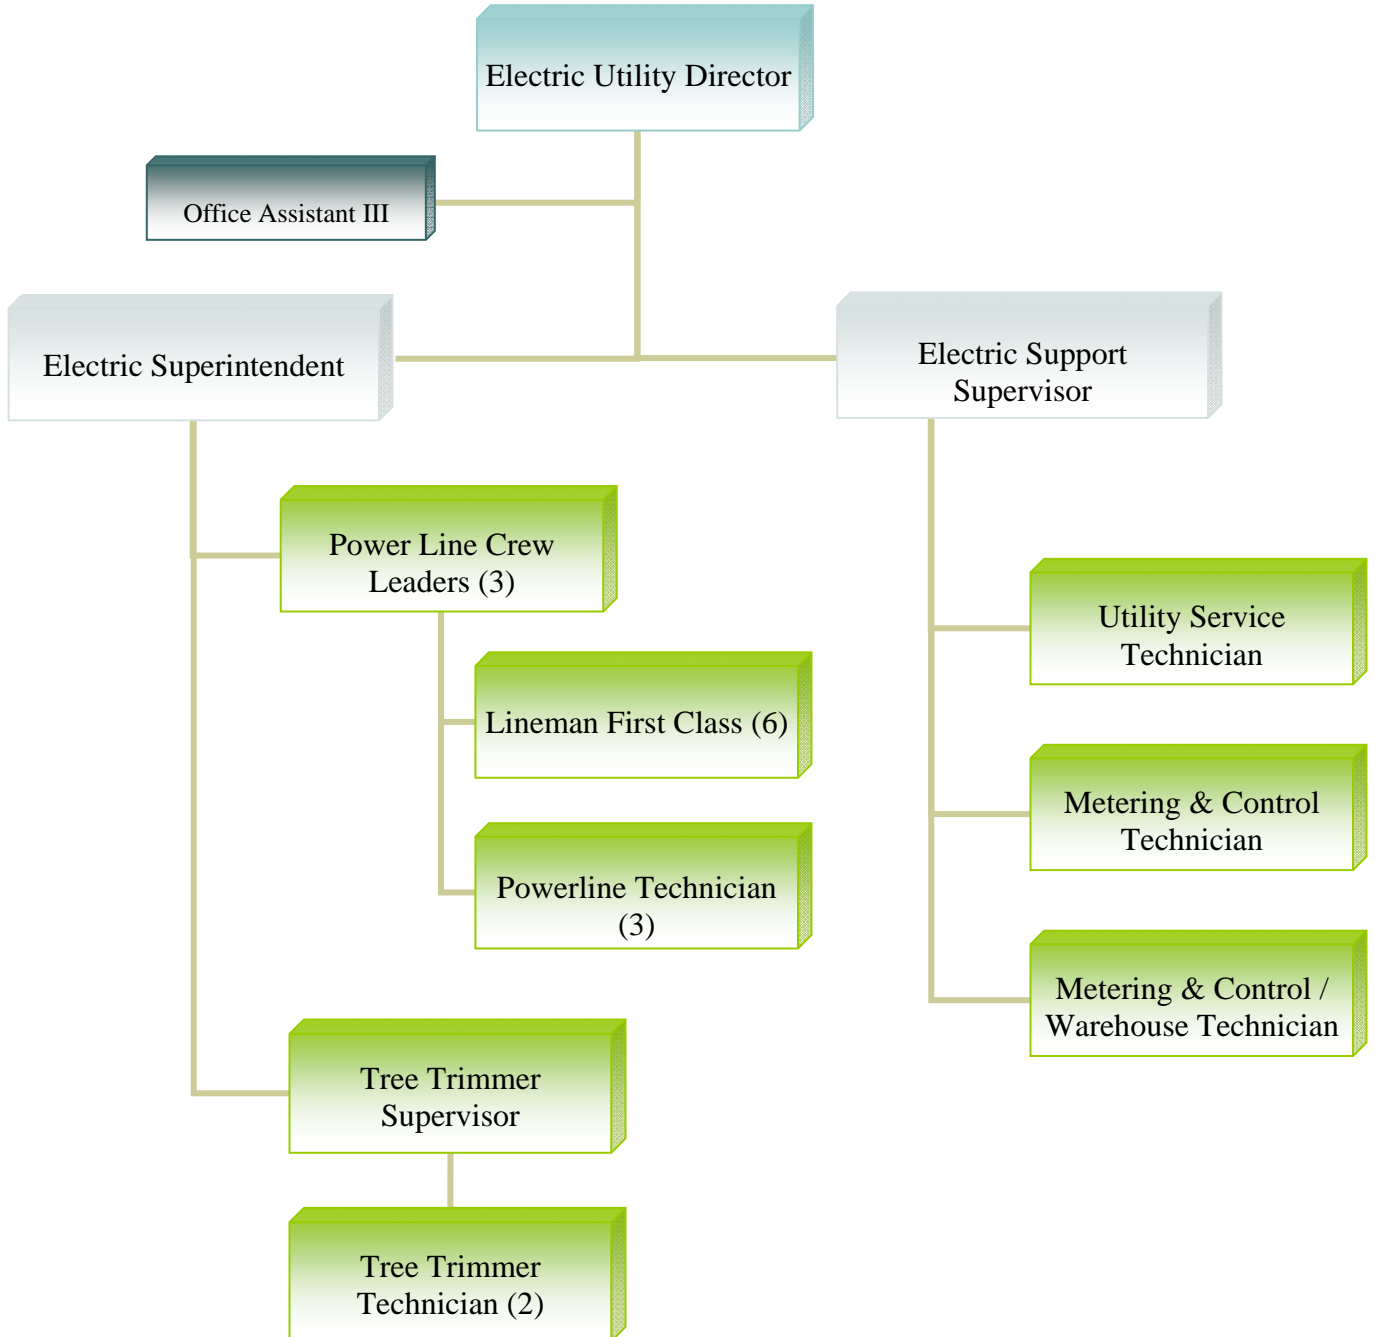 Electric Utility Director
Office Assistant III
Electric Superintendent
Electric Support
Supervisor
Power Line Crew
Leaders (3)
Lineman First Class (6)
Powerline Technician
(3)
Tree Trimmer
Supervisor
Tree Trimmer
Technician (2)
Utility Service
Technician
Metering & Control
Technician
Metering & Control /
Warehouse Technician